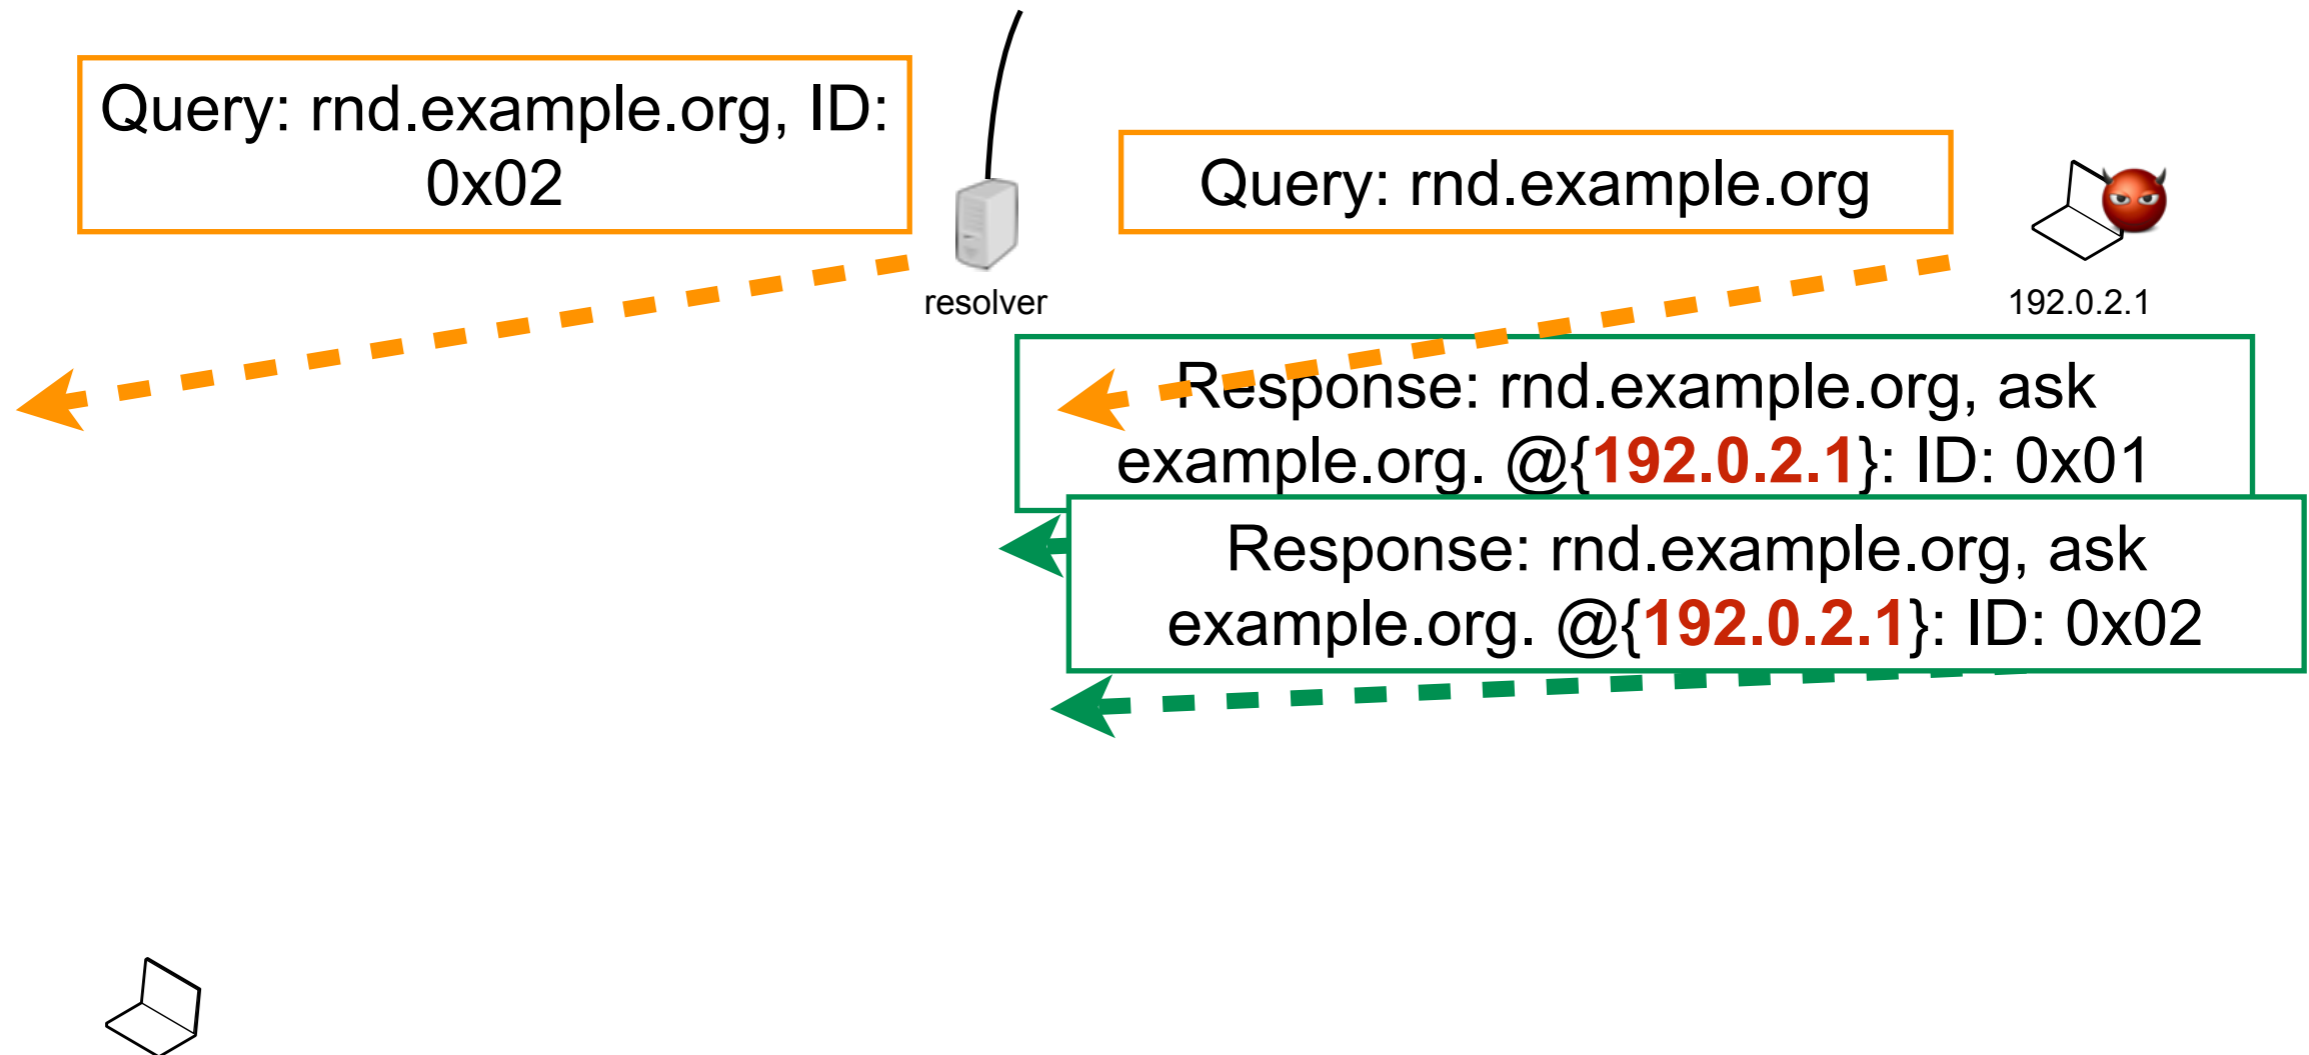 Query: rnd.example.org, ID:
0x02
Query: rnd.example.org
resolver
192.0.2.1
Response: rnd.example.org, ask
example.org. @{192.0.2.1}: ID: 0x01
Response: rnd.example.org, ask
example.org. @{192.0.2.1}: ID: 0x02